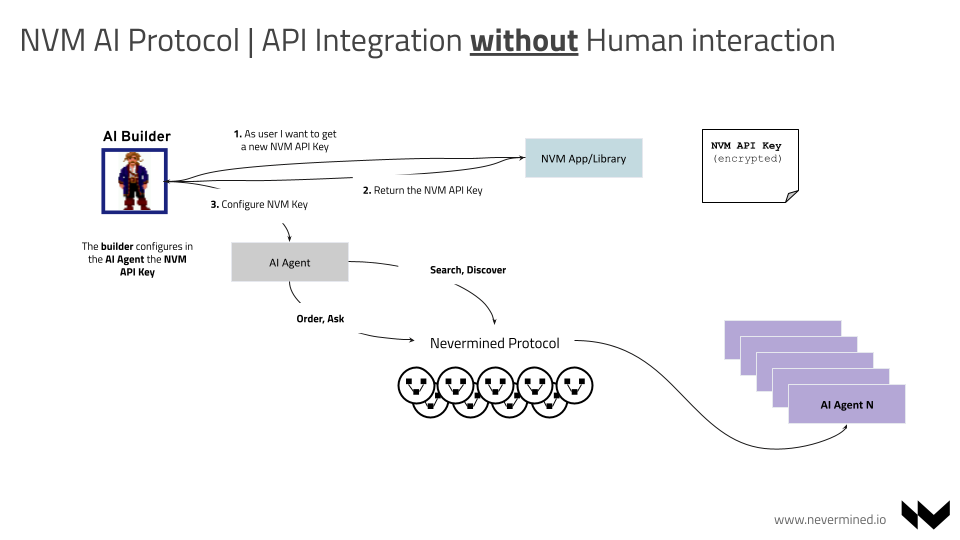 NVM AI Protocol | API Integration without Human interaction
AI Builder
1. As user I want to get
a new NVM API Key
NVM App/Library
NVM API Key
(encrypted)
2. Return the NVM API Key
3. Configure NVM Key
The builder configures in
the AI Agent the NVM
API Key
AI Agent
Search, Discover
Order, Ask
Nevermined Protocol
AI Agent N
www.nevermined.io